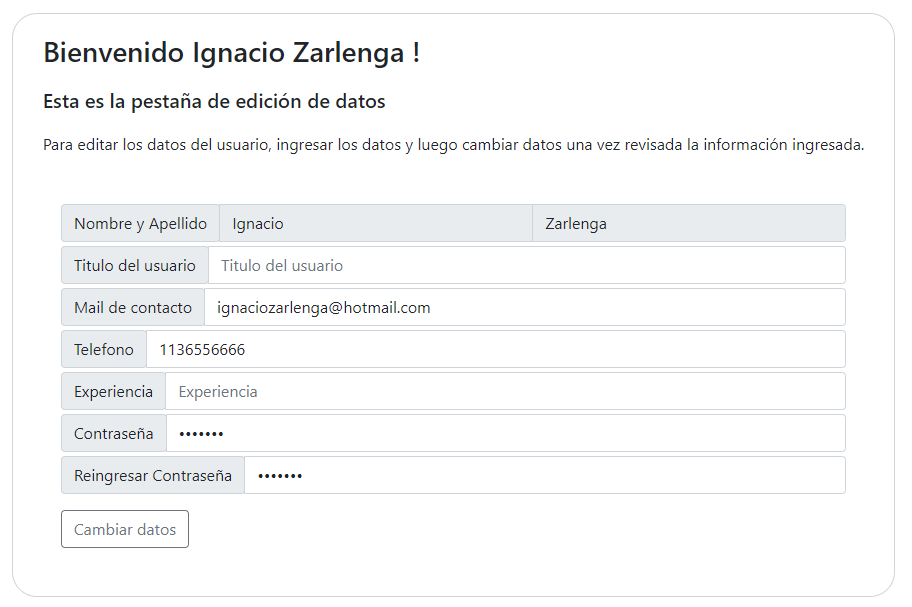 Bienvenido Ignacio Zarlenga !
Esta es la pestaña de edición de datos
Para editar los datos del usuario, ingresar los datos y luego cambiar datos una vez revisada la información ingresada.
Nombre y Apellido Ignacio Zarlenga
Titulo del usuario Titulo del usuario
Mail de contacto ignaciozarlenga@hotmail.com
Telefono 1136556666
Experiencia Experiencia
Contraseña •••••••
Reingresar Contraseña •••••••
Cambiar datos